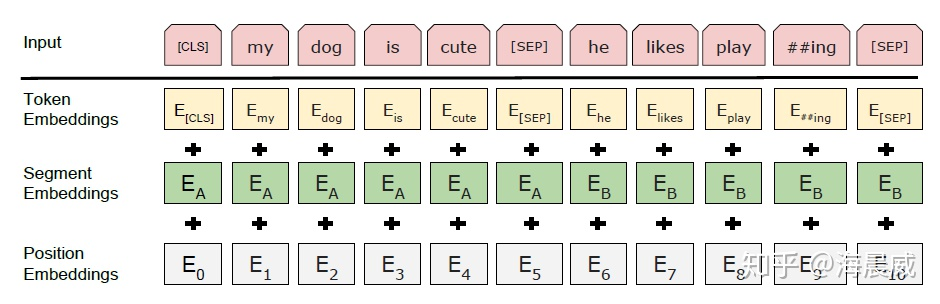 Input [CLS] my dog is cute [SEP] he likes play ##ing [SEP]
Token Embeddings E[CLS] Emy Edog Eis Ecute E[SEP] Ehe Elikes Eplay E##ing E[SEP]
+ + + + + + + + + + +
Segment Embeddings EA EA EA EA EA EA EB EB EB EB EB
+ + + + + + + + + + +
Position Embeddings E0 E1 E2 E3 E4 E5 E6 E7 E8 E9 E10
知乎 @海晨威